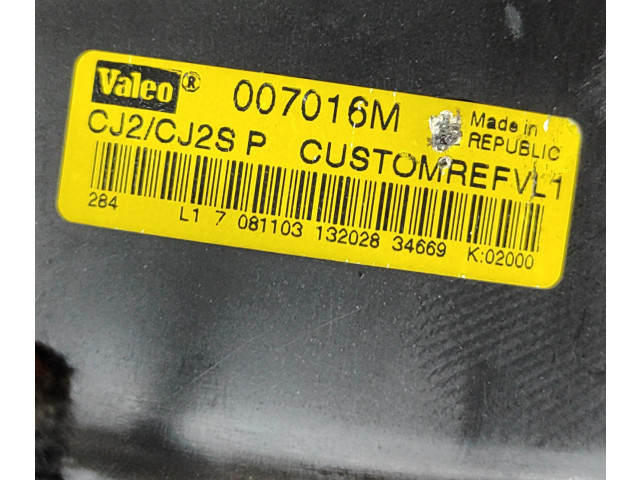 Valeo® 007016M Made in
REPUBLIC
CJ2/CJ2S P CUSTOMREFVL1
284 L1 7 081103 132028 34669 K:02000